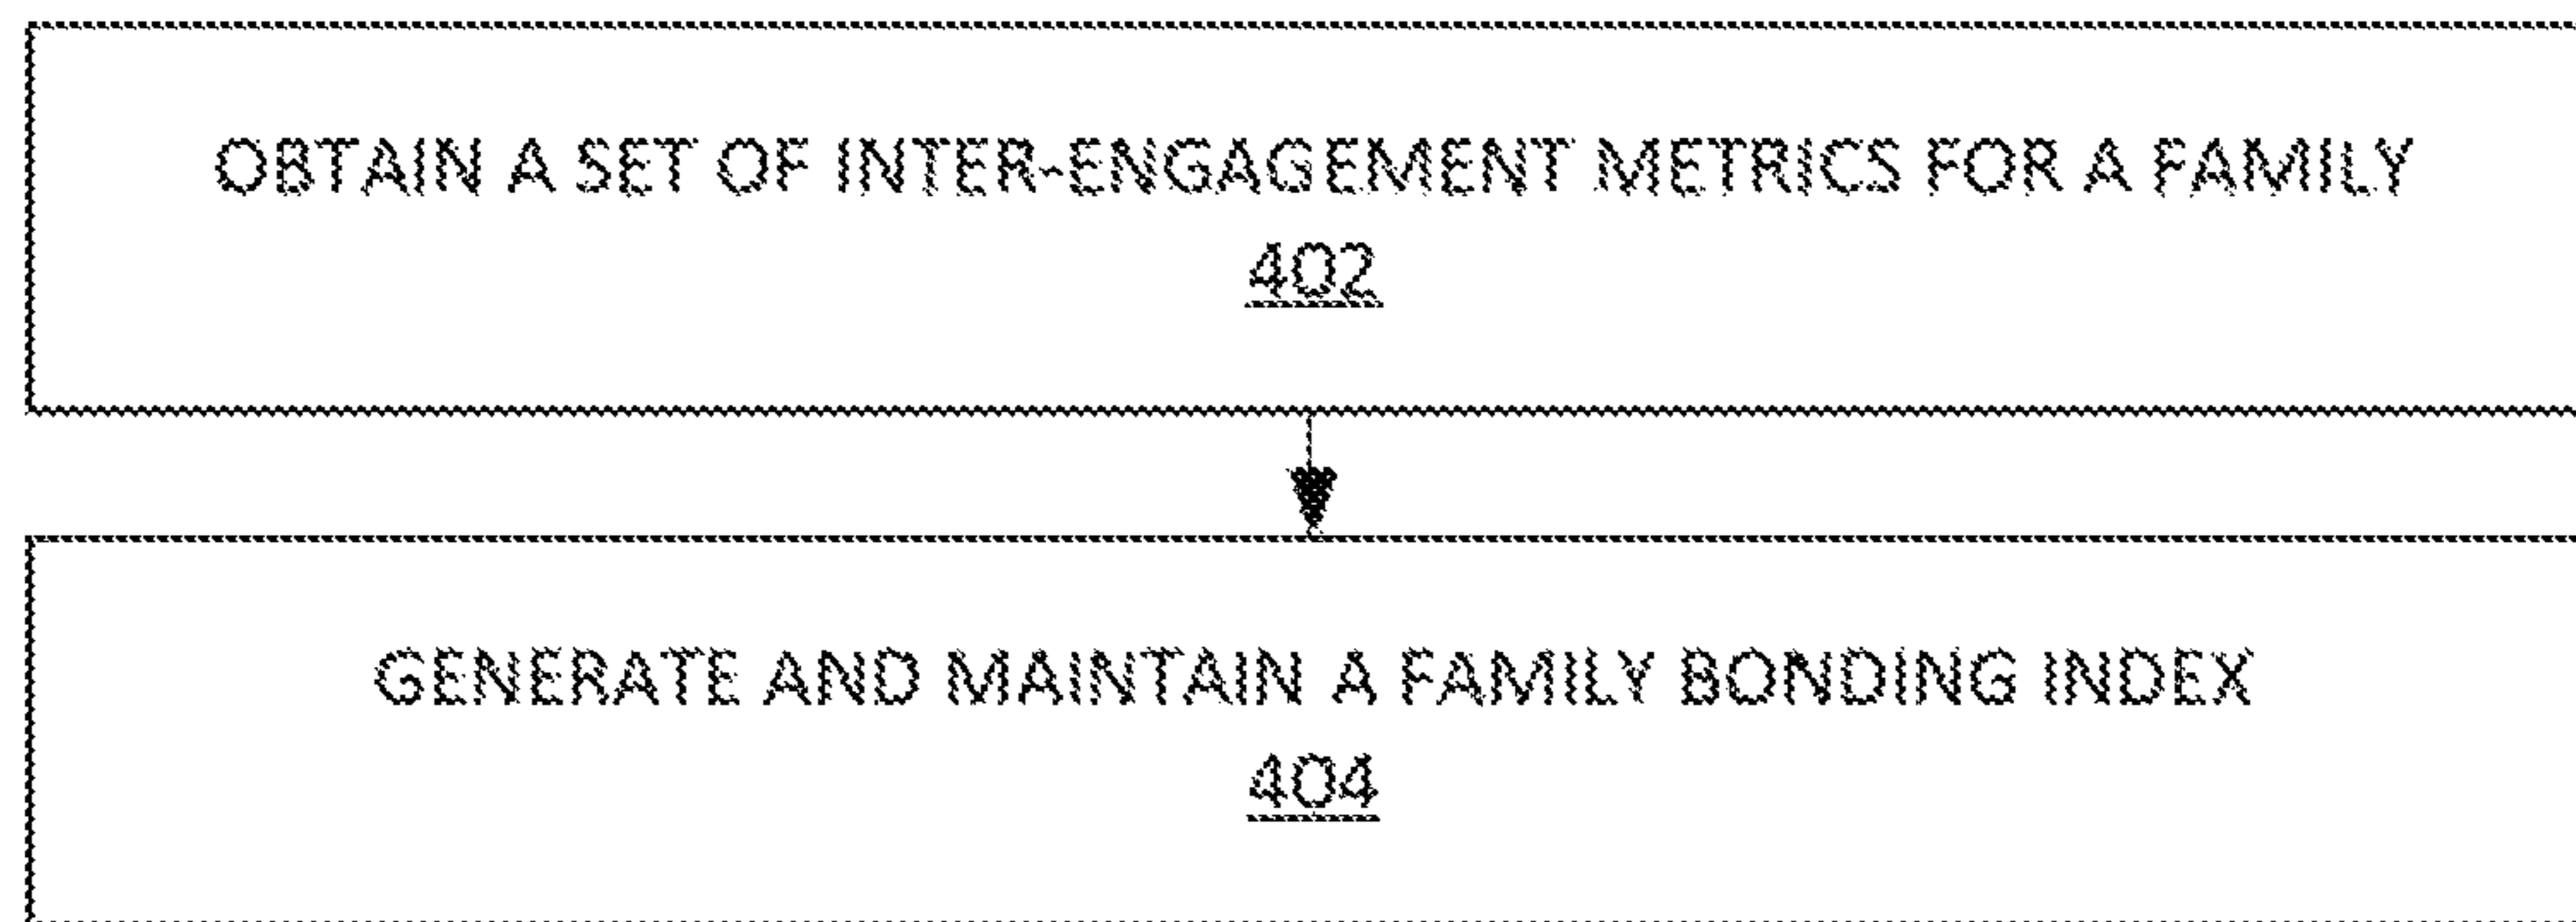 OBTAIN A SET OF INTER-ENGAGEMENT METRICS FOR A FAMILY
402
GENERATE AND MAINTAIN A FAMILY BONDING INDEX
404